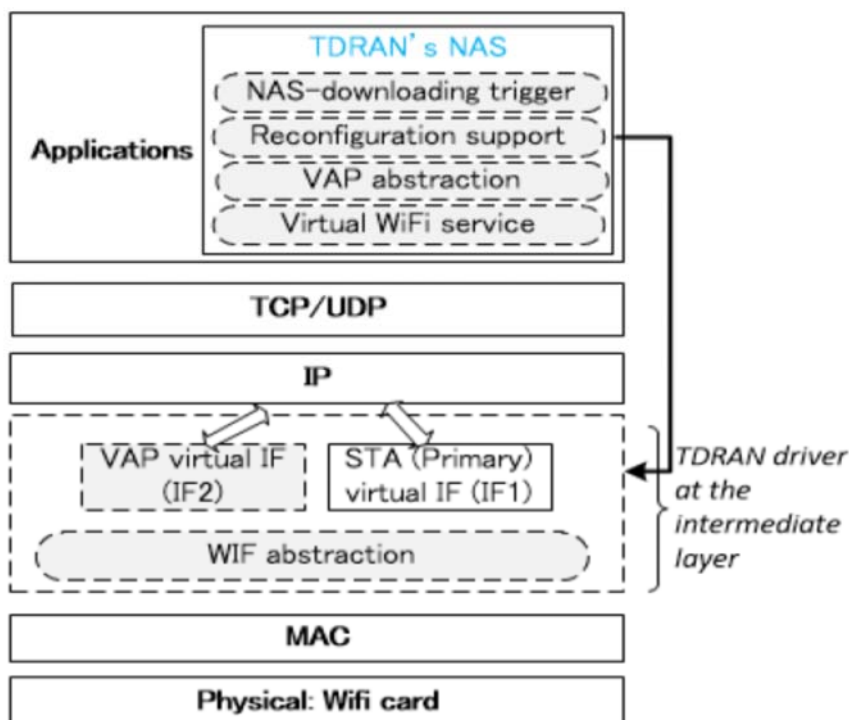 TDRAN's NAS
NAS-downloading trigger
Reconfiguration support
VAP abstraction
Virtual WiFi service
Applications
TCP/UDP
IP
VAP virtual IF
(IF2)
STA (Primary)
virtual IF (IF1)
WIF abstraction
TDRAN driver
at the
intermediate
layer
MAC
Physical: Wifi card